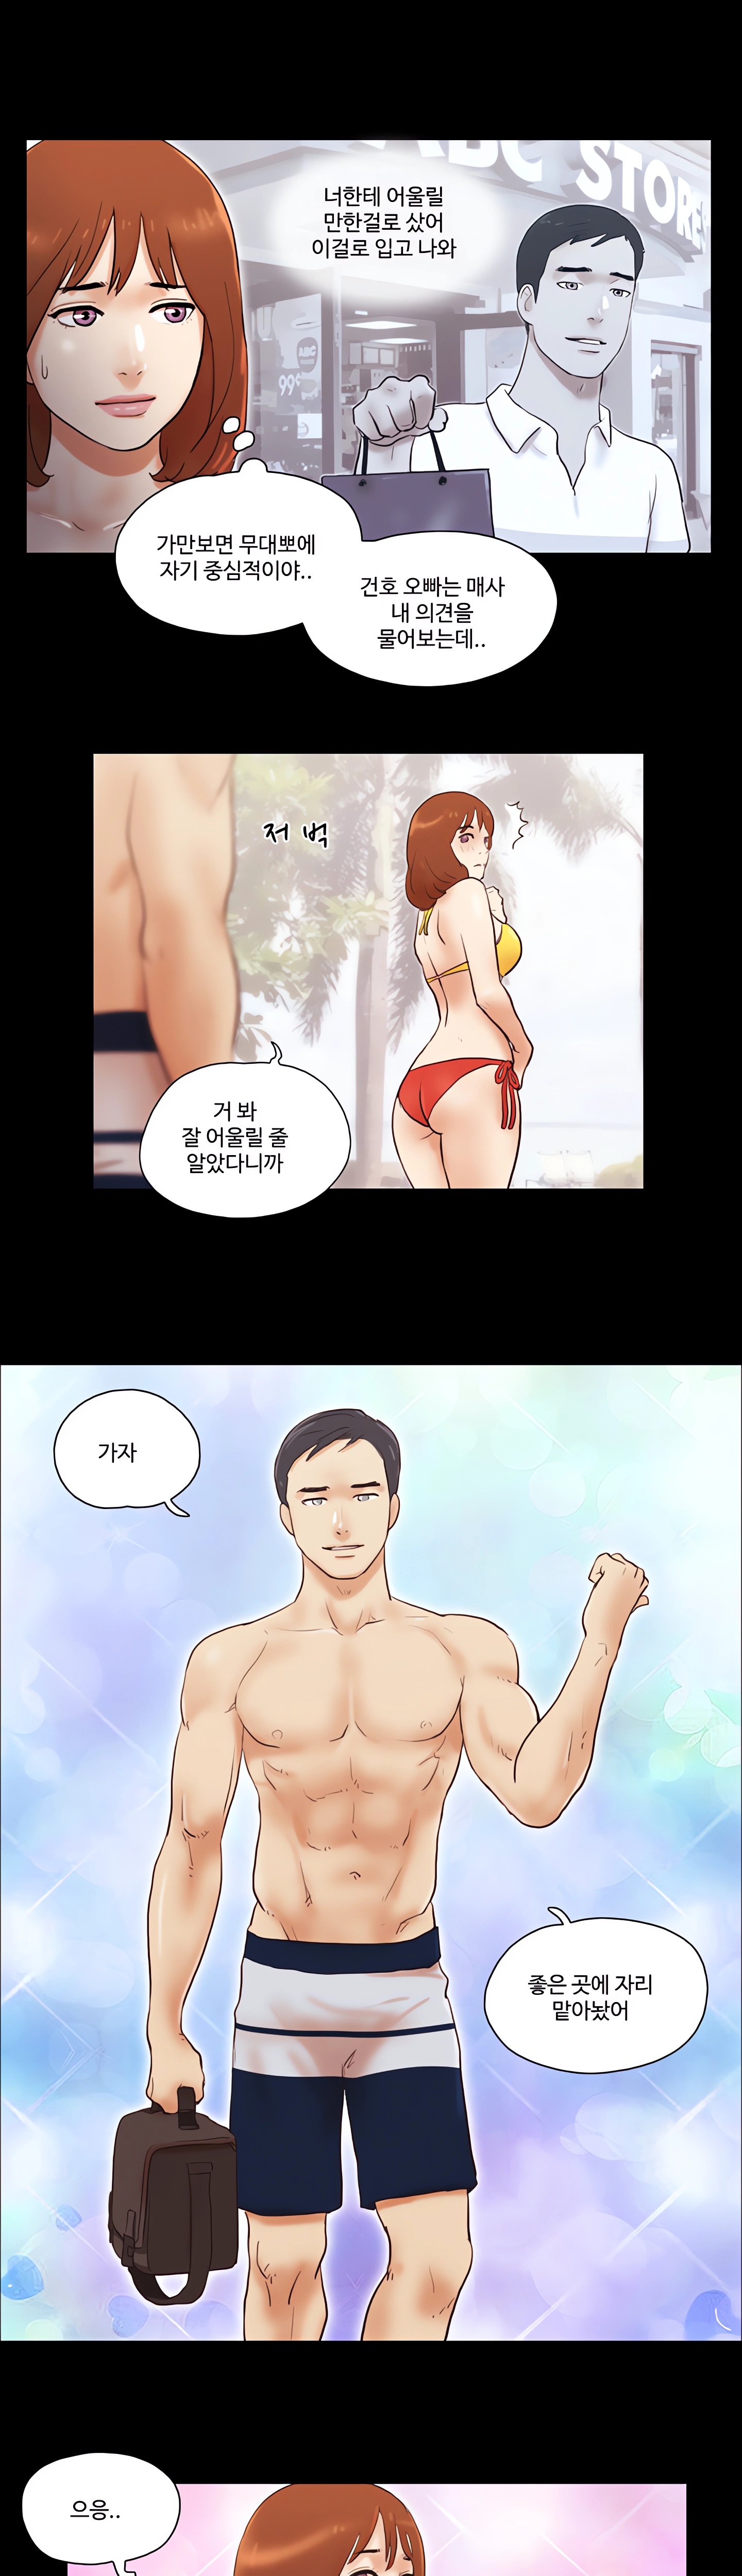 ABC STORES
너한테 어울릴
만한걸로 샀어
이걸로 입고 나와
ABC
99¢
가만보면 무대뽀에
자기 중심적이야..
건호 오빠는 매사
내 의견을
물어보는데..
저벅
거 봐
잘 어울릴 줄
알았다니까
가자
좋은 곳에 자리
맡아놨어
으응..